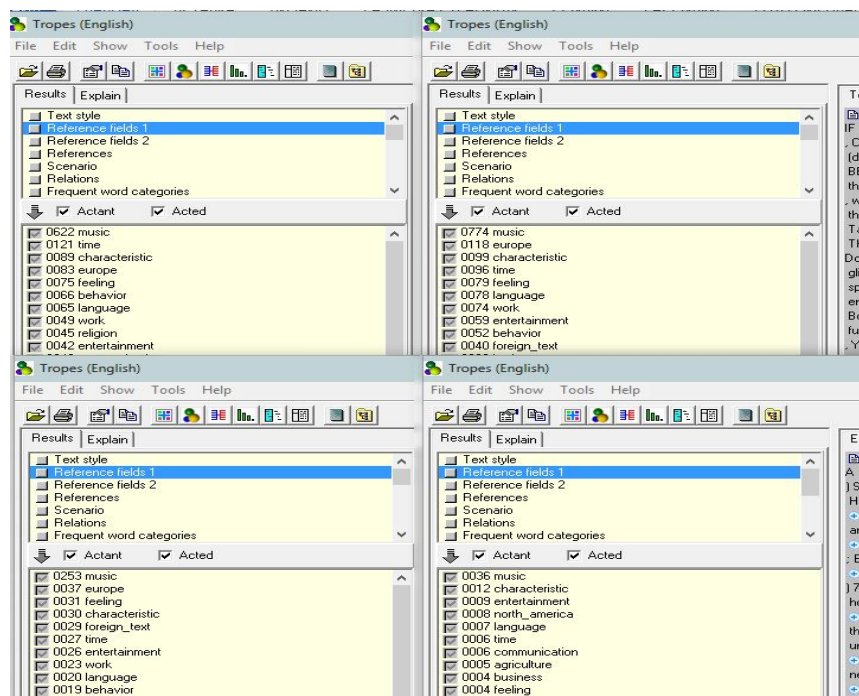 Tropes (English)
File Edit Show Tools Help
Results Explain
Text style
Reference fields 1
Reference fields 2
References
Scenario
Relations
Frequent word categories
Actant Acted
0622 music
0121 time
0089 characteristic
0083 europe
0075 feeling
0066 behavior
0065 language
0049 work
0045 religion
0042 entertainment
Tropes (English)
File Edit Show Tools Help
Results Explain
Text style
Reference fields 1
Reference fields 2
References
Scenario
Relations
Frequent word categories
Actant Acted
0774 music
0118 europe
0099 characteristic
0096 time
0079 feeling
0078 language
0074 work
0059 entertainment
0052 behavior
0040 foreign_text
IF
Tropes (English)
File Edit Show Tools Help
Results Explain
Text style
Reference fields 1
Reference fields 2
References
Scenario
Relations
Frequent word categories
Actant Acted
0253 music
0037 europe
0031 feeling
0030 characteristic
0029 foreign_text
0027 time
0026 entertainment
0023 work
0020 language
0019 behavior
Tropes (English)
File Edit Show Tools Help
Results Explain
Text style
Reference fields 1
Reference fields 2
References
Scenario
Relations
Frequent word categories
Actant Acted
0036 music
0012 characteristic
0009 entertainment
0008 north_america
0007 language
0006 time
0006 communication
0005 agriculture
0004 business
0004 feeling